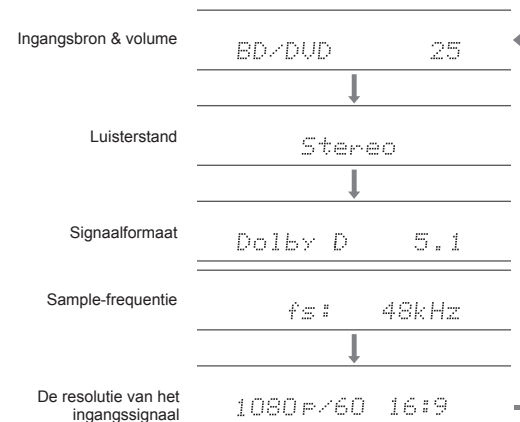 Ingangsbron & volume
BD/DVD 25
Luisterstand
Stereo
Signaalformaat
Dolby D 5.1
Sample-frequentie
fs: 48kHz
De resolutie van het
ingangssignaal
1080p/60 16:9